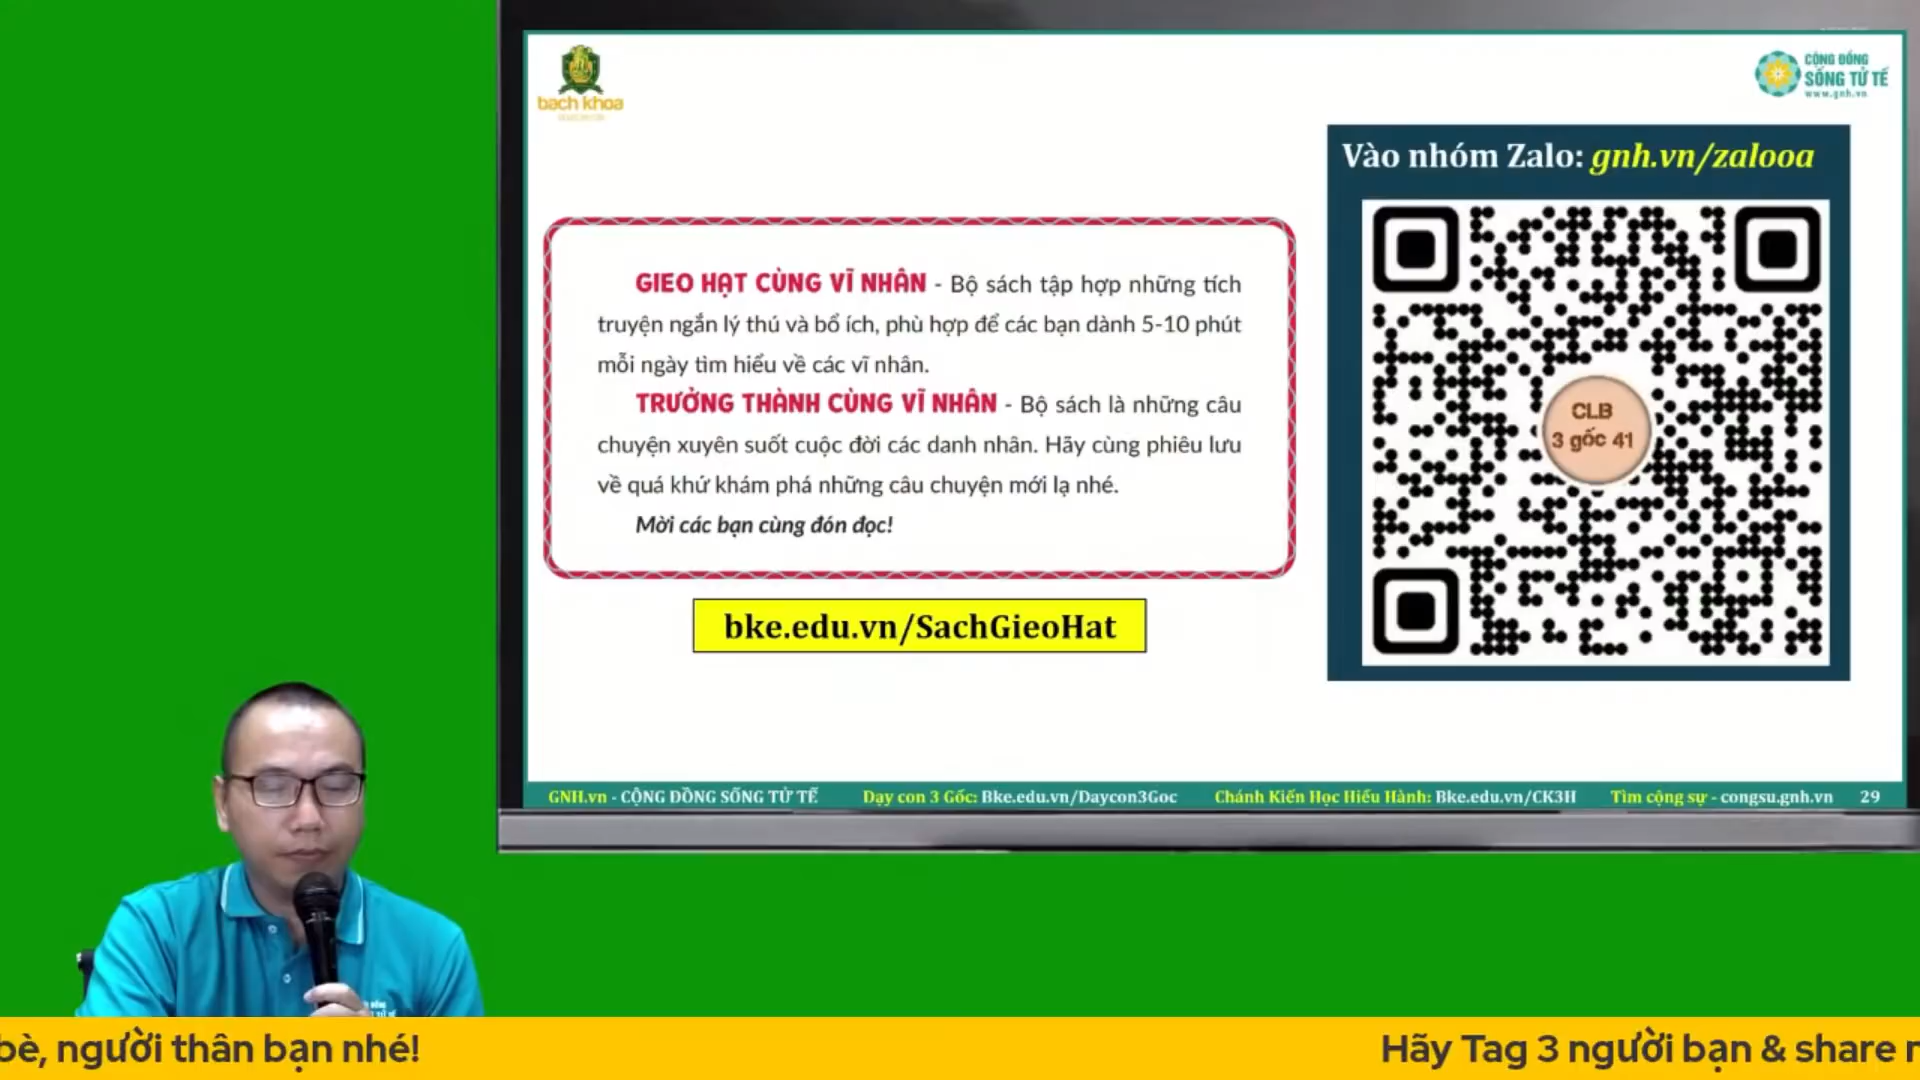 bach khoa
CỘNG ĐỒNG
SỐNG TỬ TẾ
www.gnh.vn
Vào nhóm Zalo: gnh.vn/zalooa
GIEO HẠT CÙNG VĨ NHÂN - Bộ sách tập hợp những tích
truyện ngắn lý thú và bổ ích, phù hợp để các bạn dành 5-10 phút
mỗi ngày tìm hiểu về các vĩ nhân.
TRƯỞNG THÀNH CÙNG VĨ NHÂN - Bộ sách là những câu
chuyện xuyên suốt cuộc đời các danh nhân. Hãy cùng phiêu lưu
về quá khứ khám phá những câu chuyện mới lạ nhé.
Mời các bạn cùng đón đọc!
bke.edu.vn/SachGieoHat
CLB
3 gốc 41
GNH.vn - CỘNG ĐỒNG SỐNG TỬ TẾ Dạy con 3 Gốc: Bke.edu.vn/Daycon3Goc Chánh Kiến Học Hiểu Hành: Bke.edu.vn/CK3H Tìm cộng sự - congsu.gnh.vn 29
bè, người thân bạn nhé! Hãy Tag 3 người bạn & share